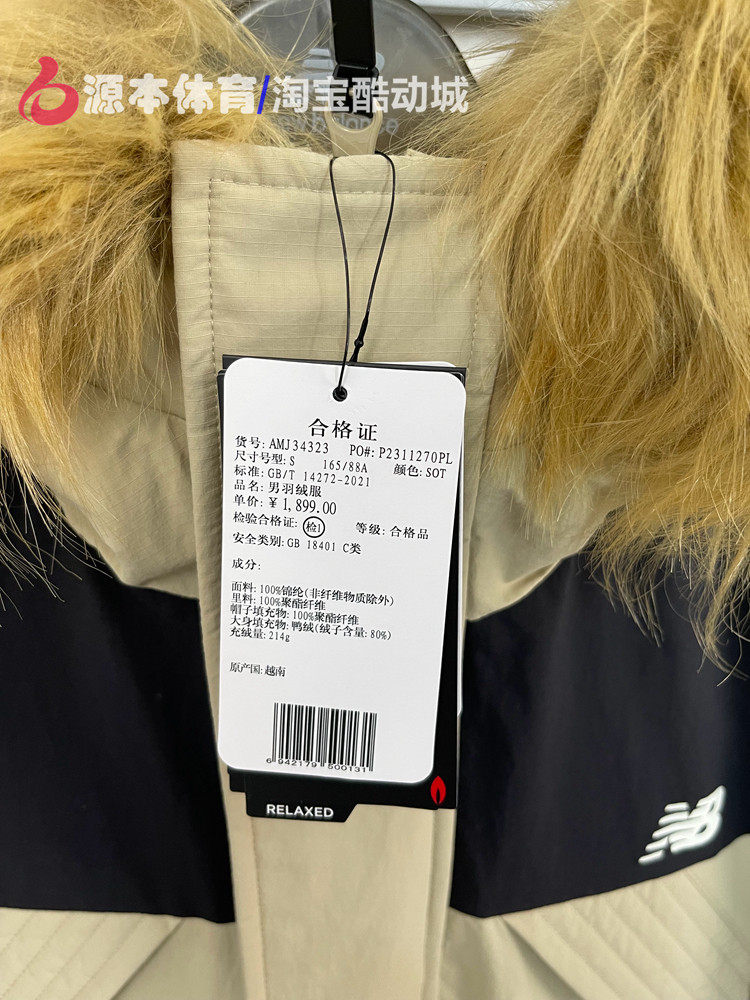 源本体育/淘宝酷动城
new balance
合格证
货号: AMJ34323 PO#: P2311270PL
尺寸号型: S 165/88A 颜色: SOT
标准: GB/T 14272-2021
品名: 男羽绒服
单价: ¥ 1,899.00
检验合格证: 检1 等级: 合格品
安全类别: GB 18401 C类
成分:
面料: 100%锦纶(非纤维物质除外)
里料: 100%聚酯纤维
帽子填充物: 100%聚酯纤维
大身填充物: 鸭绒(绒子含量: 80%)
充绒量: 214g
原产国: 越南
6 942179 500131
RELAXED
NB